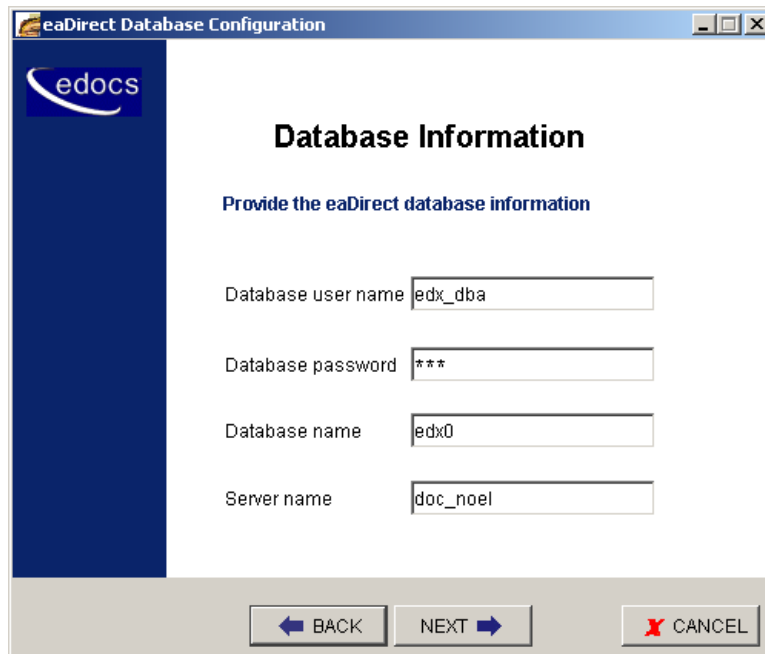 eaDirect Database Configuration
edocs
Database Information
Provide the eaDirect database information
Database user name edx_dba
Database password ***
Database name edx0
Server name doc_noel
BACK NEXT CANCEL